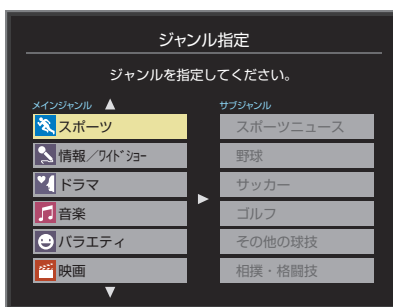 ジャンル指定
ジャンルを指定してください。
メインジャンル
スポーツ
情報／ワイドショー
ドラマ
音楽
バラエティ
映画
サブジャンル
スポーツニュース
野球
サッカー
ゴルフ
その他の球技
相撲・格闘技